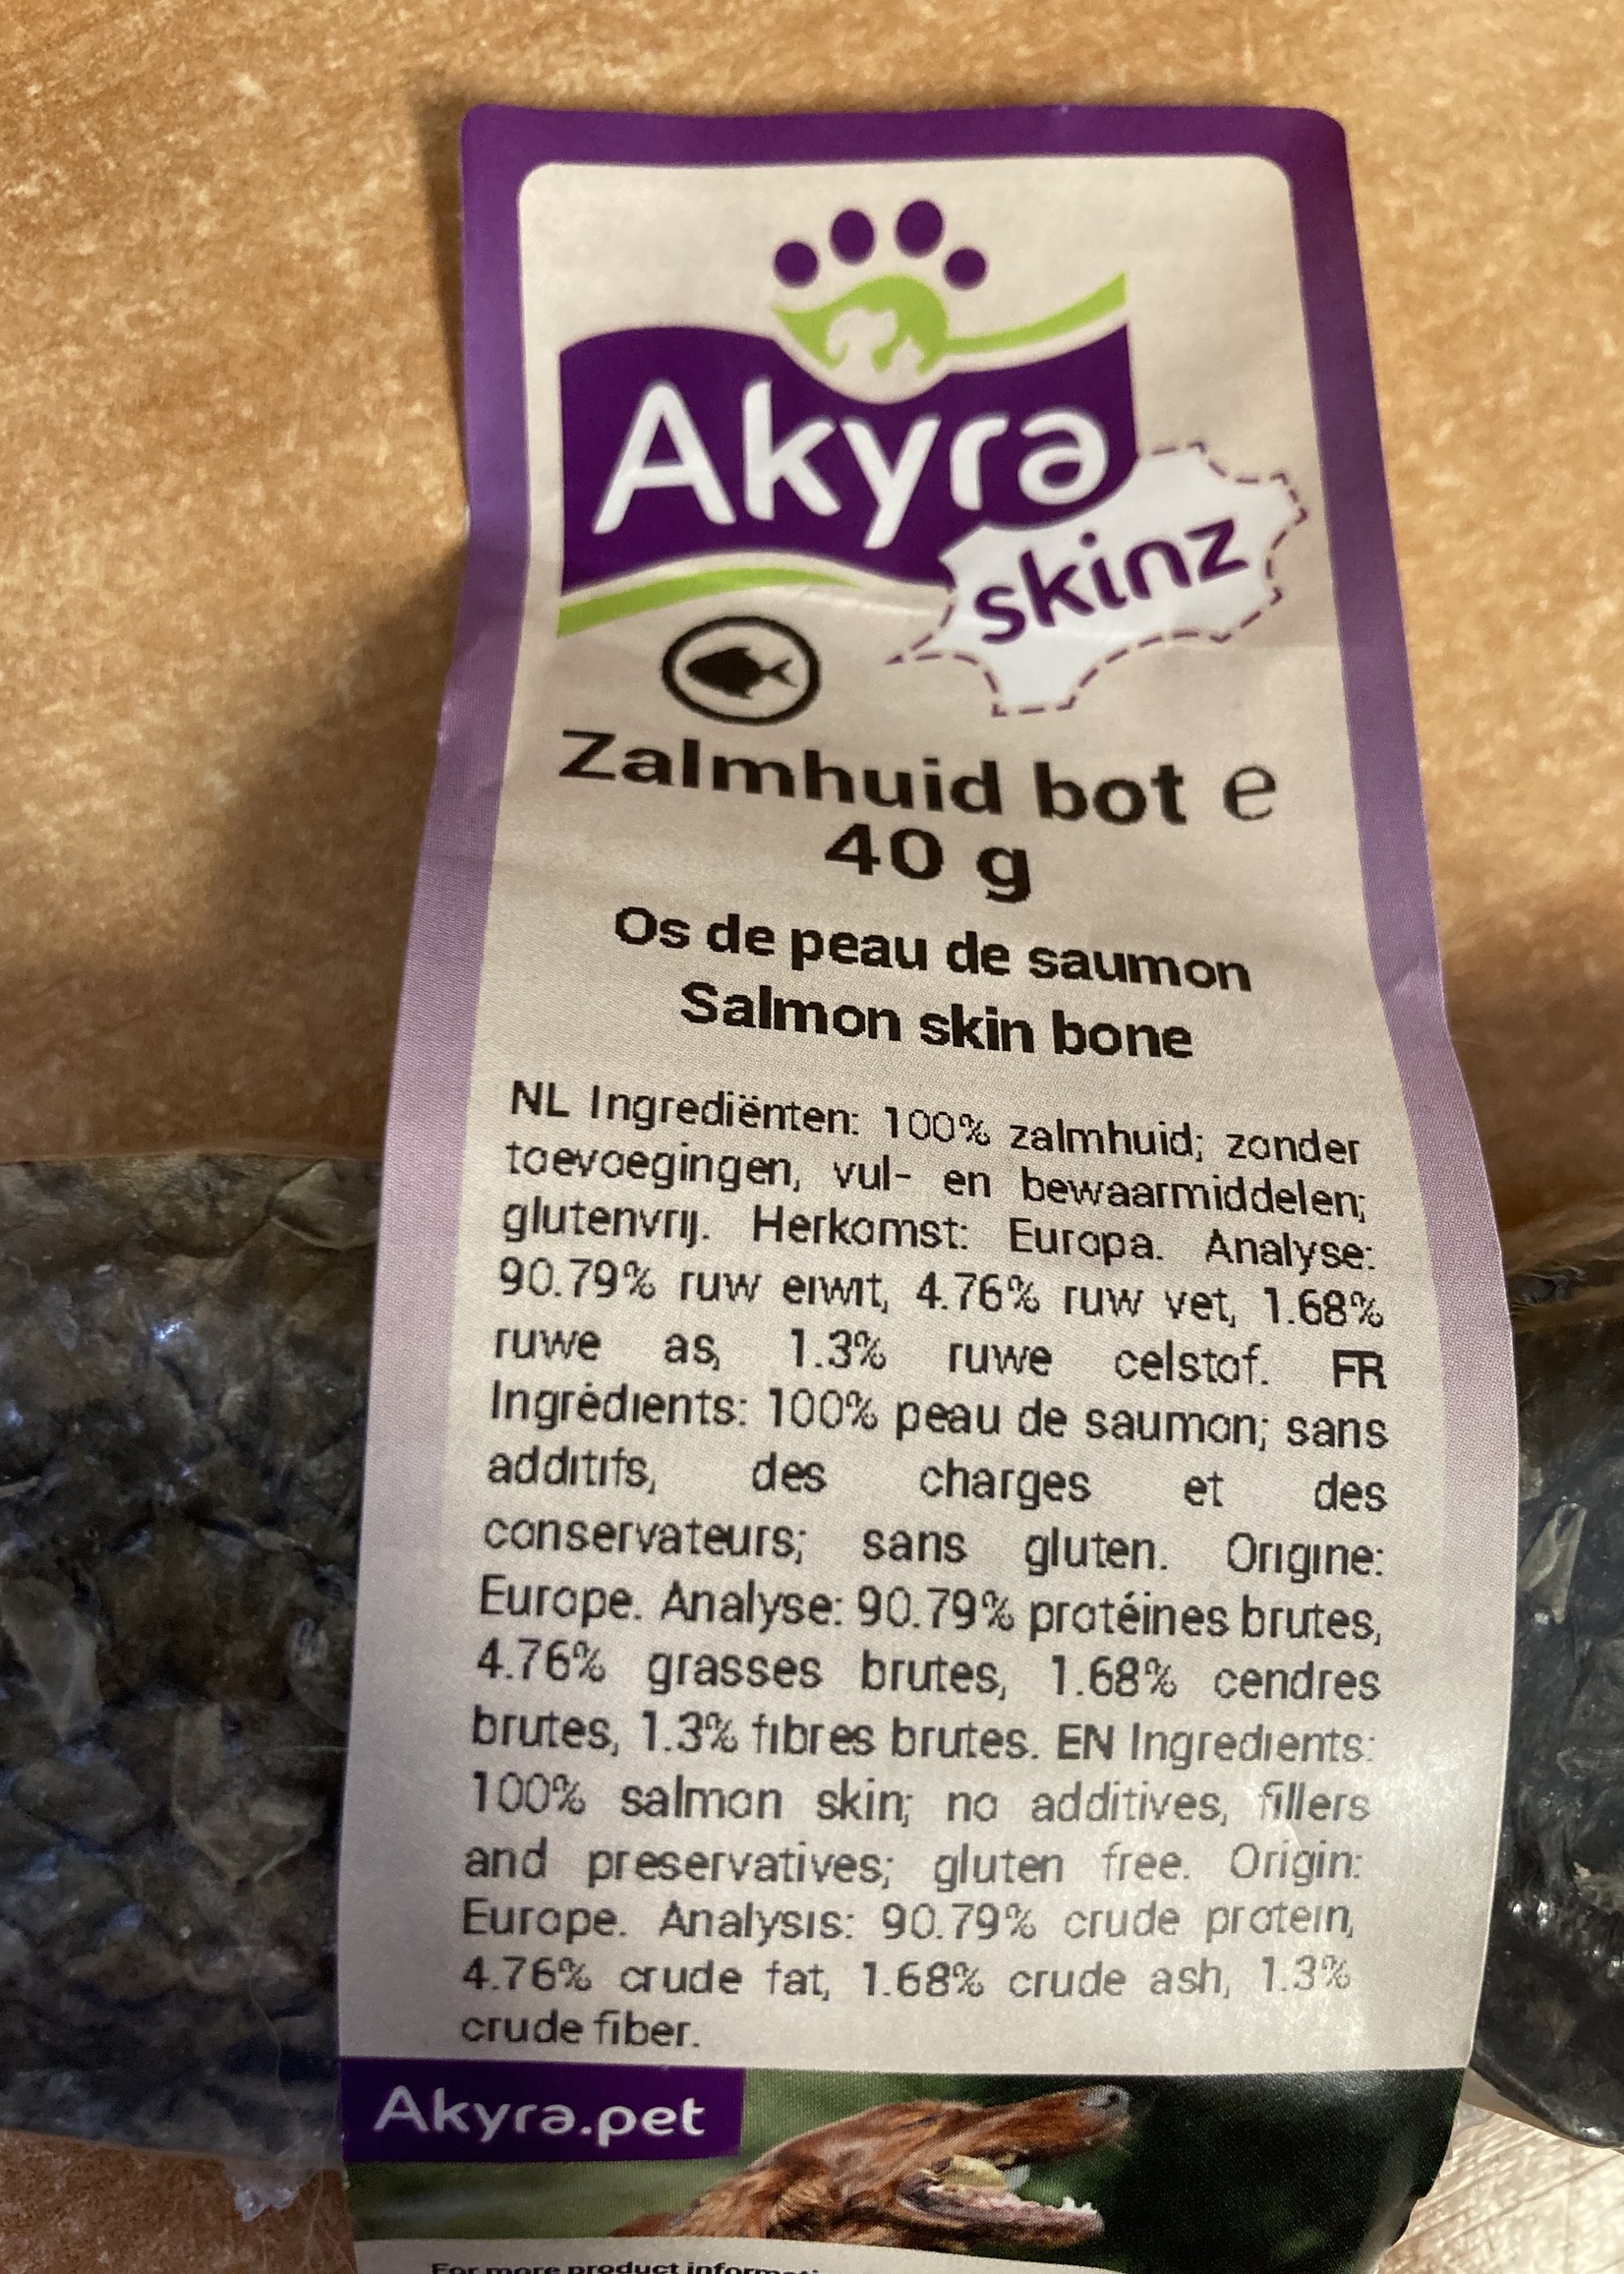 Akyra
skinz
Zalmhuid bot e
40 g
Os de peau de saumon
Salmon skin bone
NL Ingrediënten: 100% zalmhuid; zonder
toevoegingen, vul- en bewaarmiddelen;
glutenvrij. Herkomst: Europa. Analyse:
90.79% ruw eiwit, 4.76% ruw vet, 1.68%
ruwe as, 1.3% ruwe celstof. FR
Ingrédients: 100% peau de saumon; sans
additifs, des charges et des
conservateurs; sans gluten. Origine:
Europe. Analyse: 90.79% protéines brutes,
4.76% grasses brutes, 1.68% cendres
brutes, 1.3% fibres brutes. EN Ingredients:
100% salmon skin; no additives, fillers
and preservatives; gluten free. Origin:
Europe. Analysis: 90.79% crude protein,
4.76% crude fat, 1.68% crude ash, 1.3%
crude fiber.
Akyra.pet
For more product